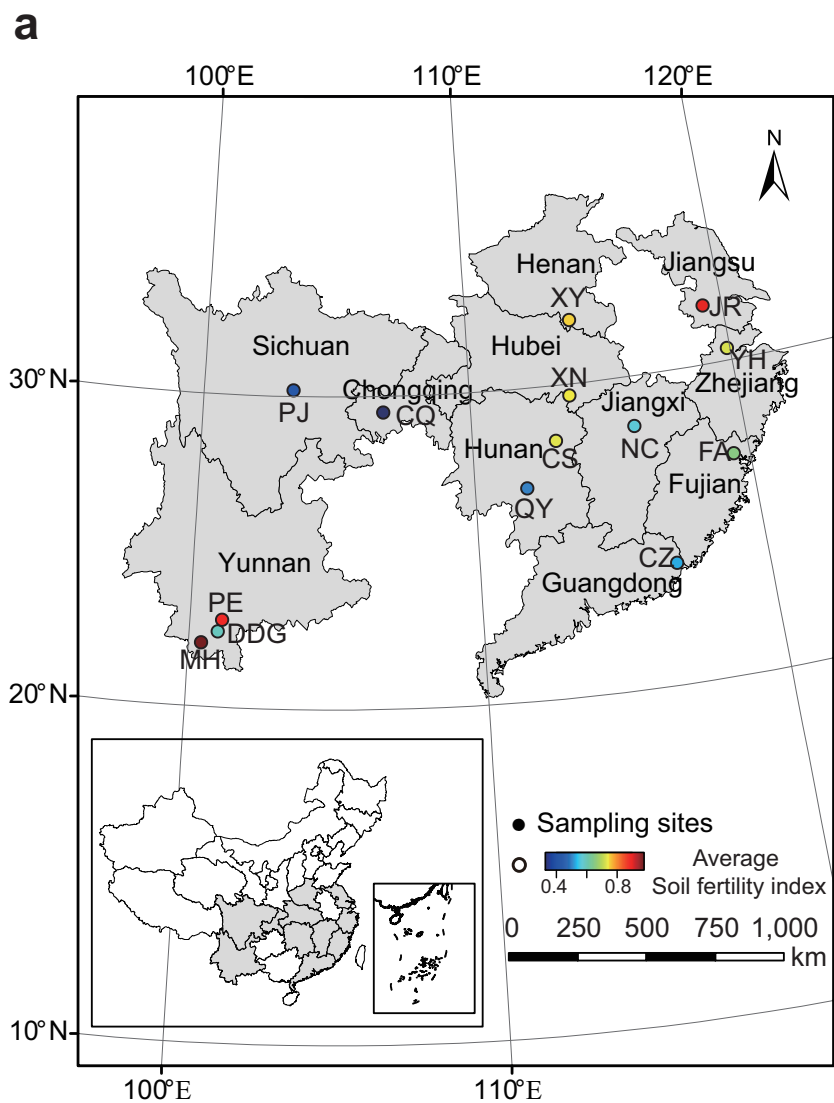 a
100°E 110°E 120°E
N
Henan
Jiangsu
XY
JR
Sichuan
Hubei
YH
30°N
Chongqing
XN
Zhejiang
PJ
CQ
Jiangxi
Hunan
CS
NC
FA
QY
Fujian
Yunnan
CZ
Guangdong
PE
DDG
MH
20°N
Sampling sites
0.4 0.8
Average
Soil fertility index
0 250 500 750 1,000
km
10°N
100°E 110°E